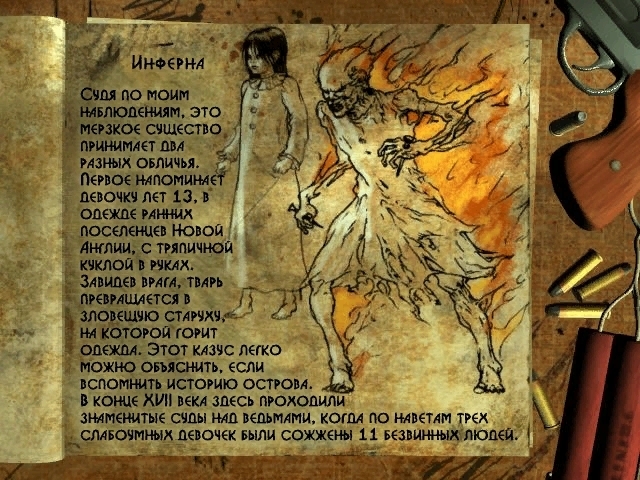 Инферна
Судя по моим
наблюдениям, это
мерзкое существо
принимает два
разных обличья.
Первое напоминает
девочку лет 13, в
одежде ранних
поселенцев Новой
Англии, с тряпичной
куклой в руках.
Завидев врага, тварь
превращается в
зловещую старуху,
на которой горит
одежда. Этот казус легко
можно объяснить, если
вспомнить историю острова.
В конце XVII века здесь проходили
знаменитые суды над ведьмами, когда по наветам трех
слабоумных девочек были сожжены 11 безвинных людей.